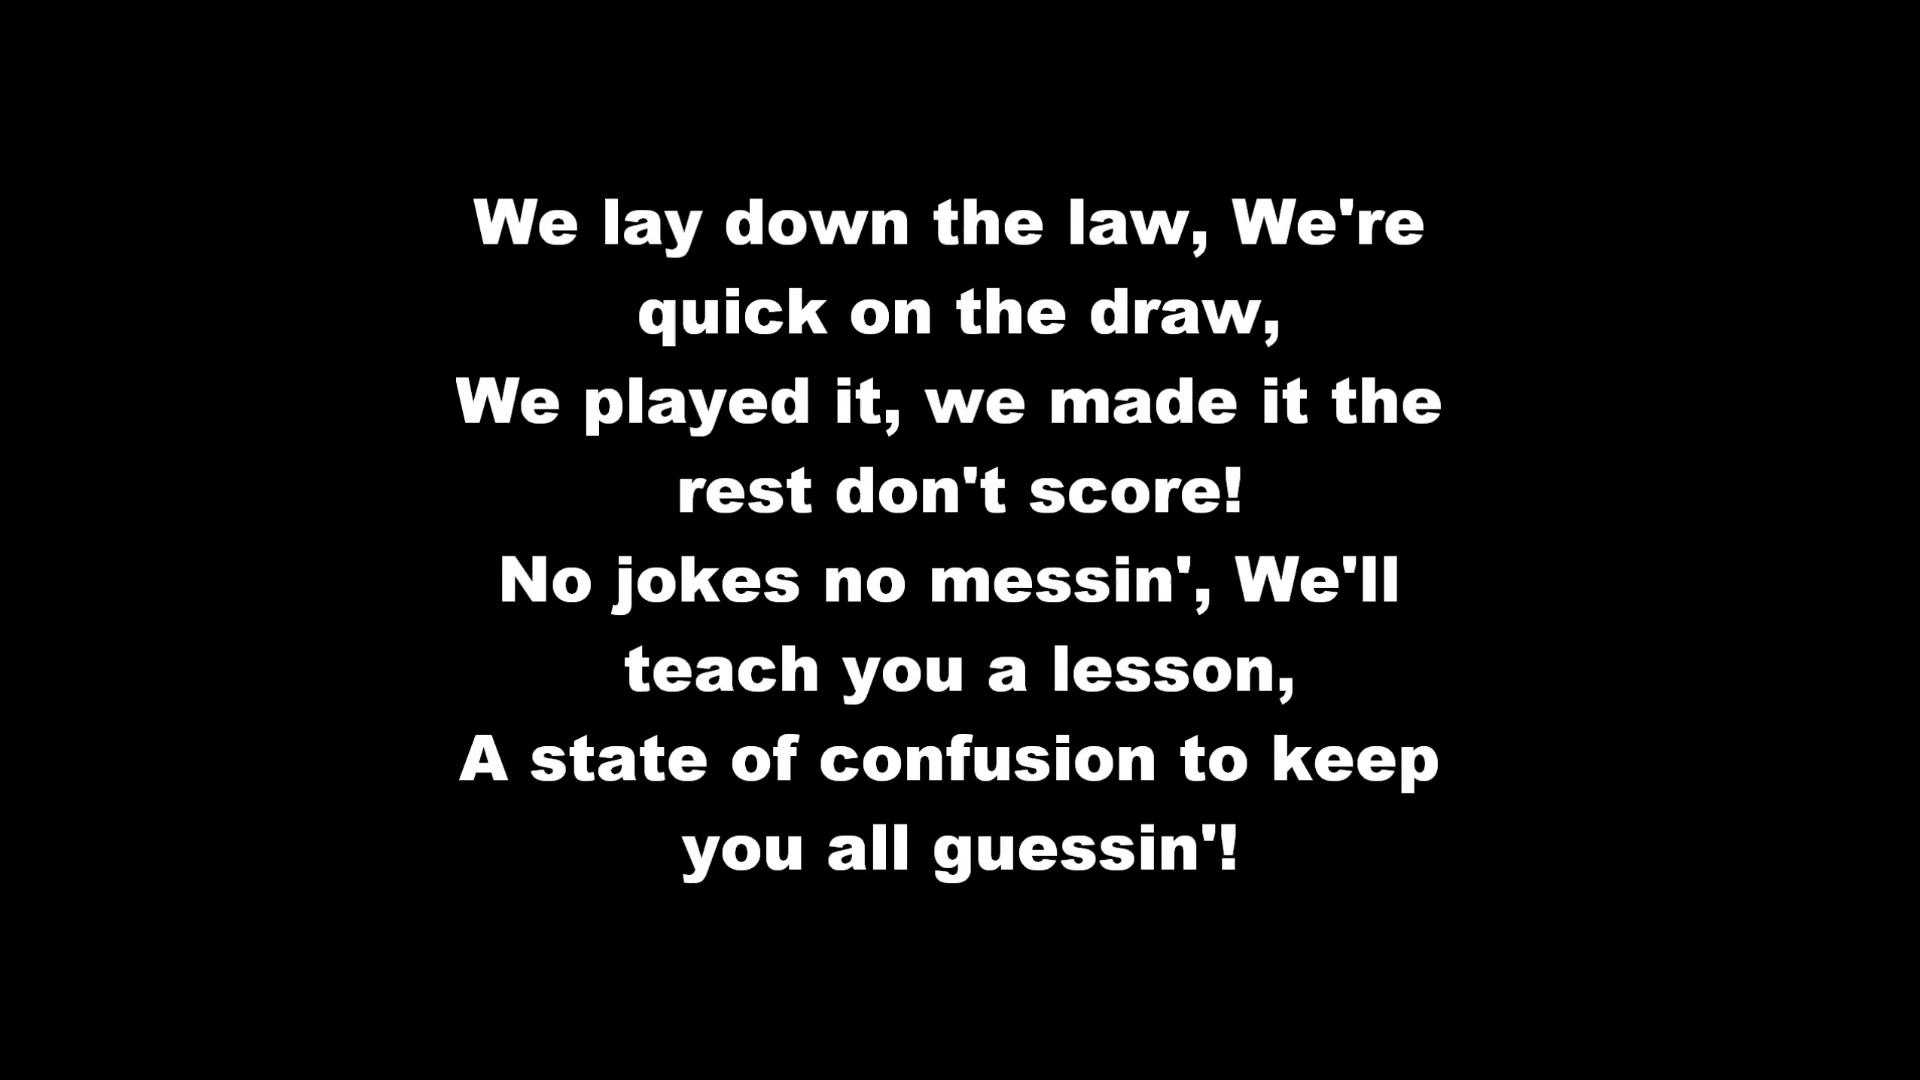 We lay down the law, We're
quick on the draw,
We played it, we made it the
rest don't score!
No jokes no messin', We'll
teach you a lesson,
A state of confusion to keep
you all guessin'!